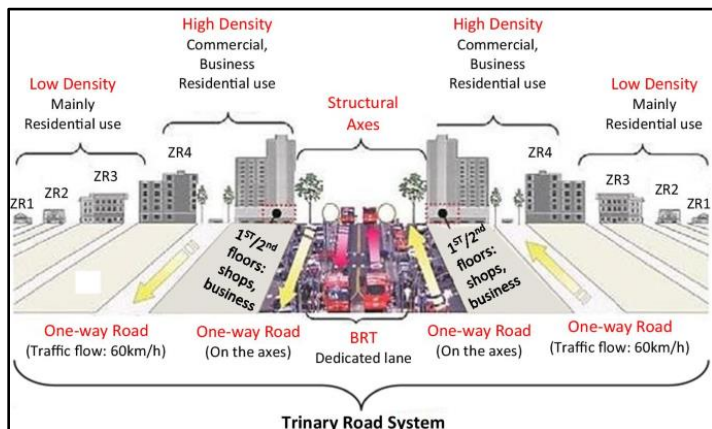 High Density
Commercial,
Business
Residential use
High Density
Commercial,
Business
Residential use
Low Density
Mainly
Residential use
Structural
Axes
Low Density
Mainly
Residential use
ZR1
ZR2
ZR3
ZR4
ZR4
ZR3
ZR2
ZR1
1ST/2nd
floors:
shops,
business
1ST/2nd
floors:
shops,
business
One-way Road
(Traffic flow: 60km/h)
One-way Road
(On the axes)
BRT
Dedicated lane
One-way Road
(On the axes)
One-way Road
(Traffic flow: 60km/h)
Trinary Road System